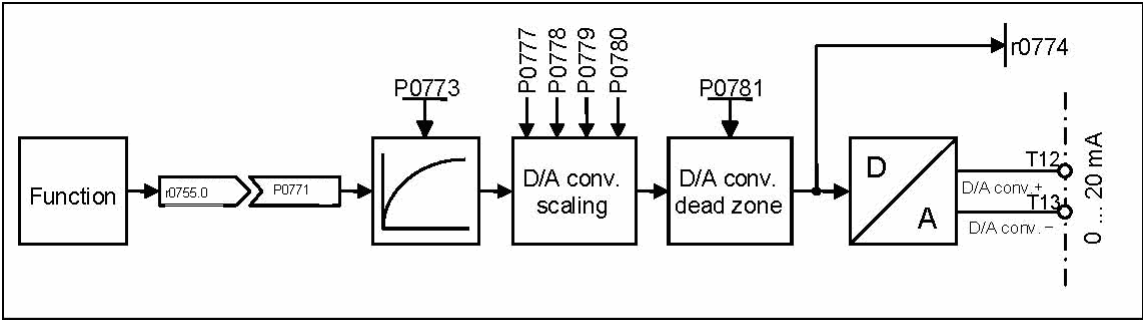 Function
r0755.0
P0771
P0773
D/A conv.
scaling
P0777
P0778
P0779
P0780
D/A conv.
dead zone
P0781
r0774
D
A
T12
D/A conv.+
T13
D/A conv. −
0 ... 20 mA